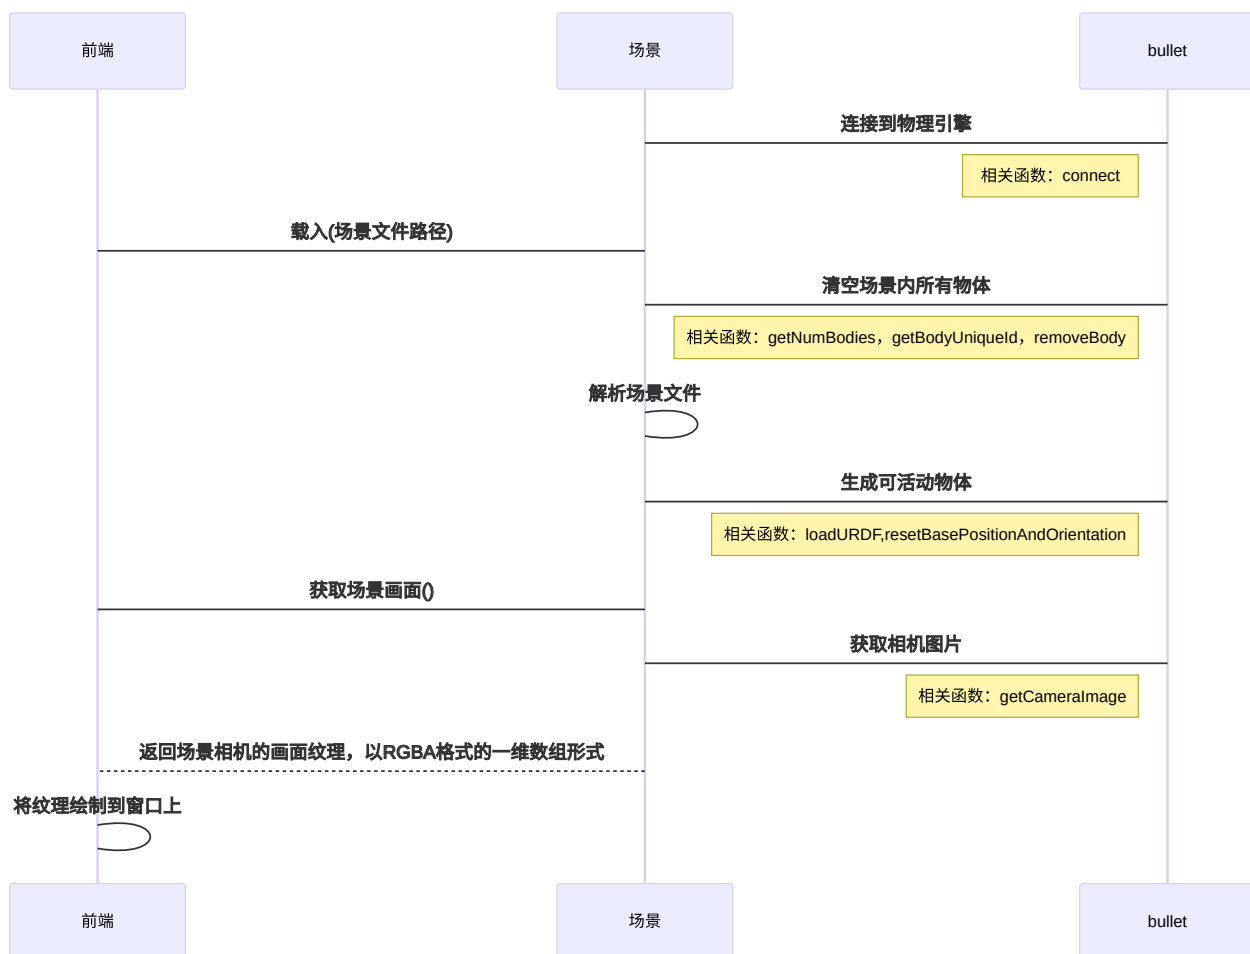 前端
场景
bullet
连接到物理引擎
相关函数：connect
载入(场景文件路径)
清空场景内所有物体
相关函数：getNumBodies，getBodyUniqueId，removeBody
解析场景文件
生成可活动物体
相关函数：loadURDF,resetBasePositionAndOrientation
获取场景画面()
获取相机图片
相关函数：getCameraImage
返回场景相机的画面纹理，以RGBA格式的一维数组形式
将纹理绘制到窗口上
前端
场景
bullet